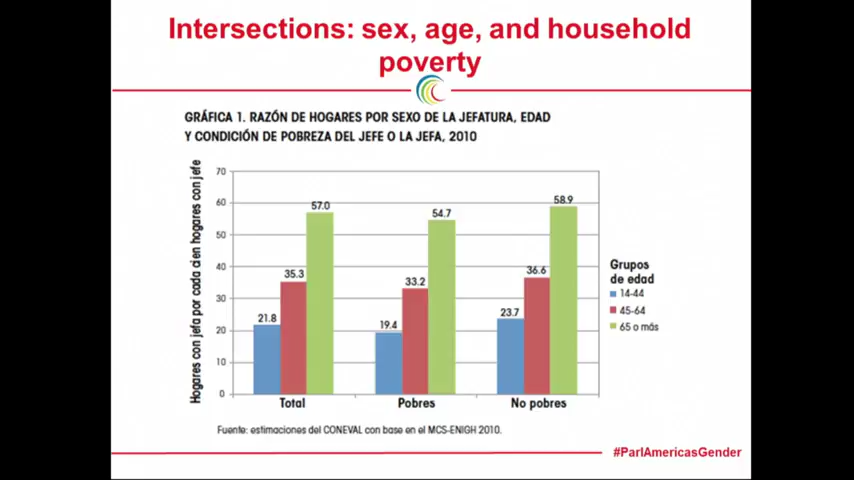 Intersections: sex, age, and household
poverty
GRÁFICA 1. RAZÓN DE HOGARES POR SEXO DE LA JEFATURA, EDAD
Y CONDICIÓN DE POBREZA DEL JEFE O LA JEFA, 2010
Hogares con jefe por cada cien hogares con jefe
70
60
50
40
30
20
10
0
21.8
35.3
57.0
19.4
33.2
54.7
23.7
36.6
58.9
Total
Pobres
No pobres
Grupos
de edad
14-44
45-64
65 o más
Fuente: estimaciones del CONEVAL con base en el MCS-ENIGH 2010.
#ParlAmericasGender